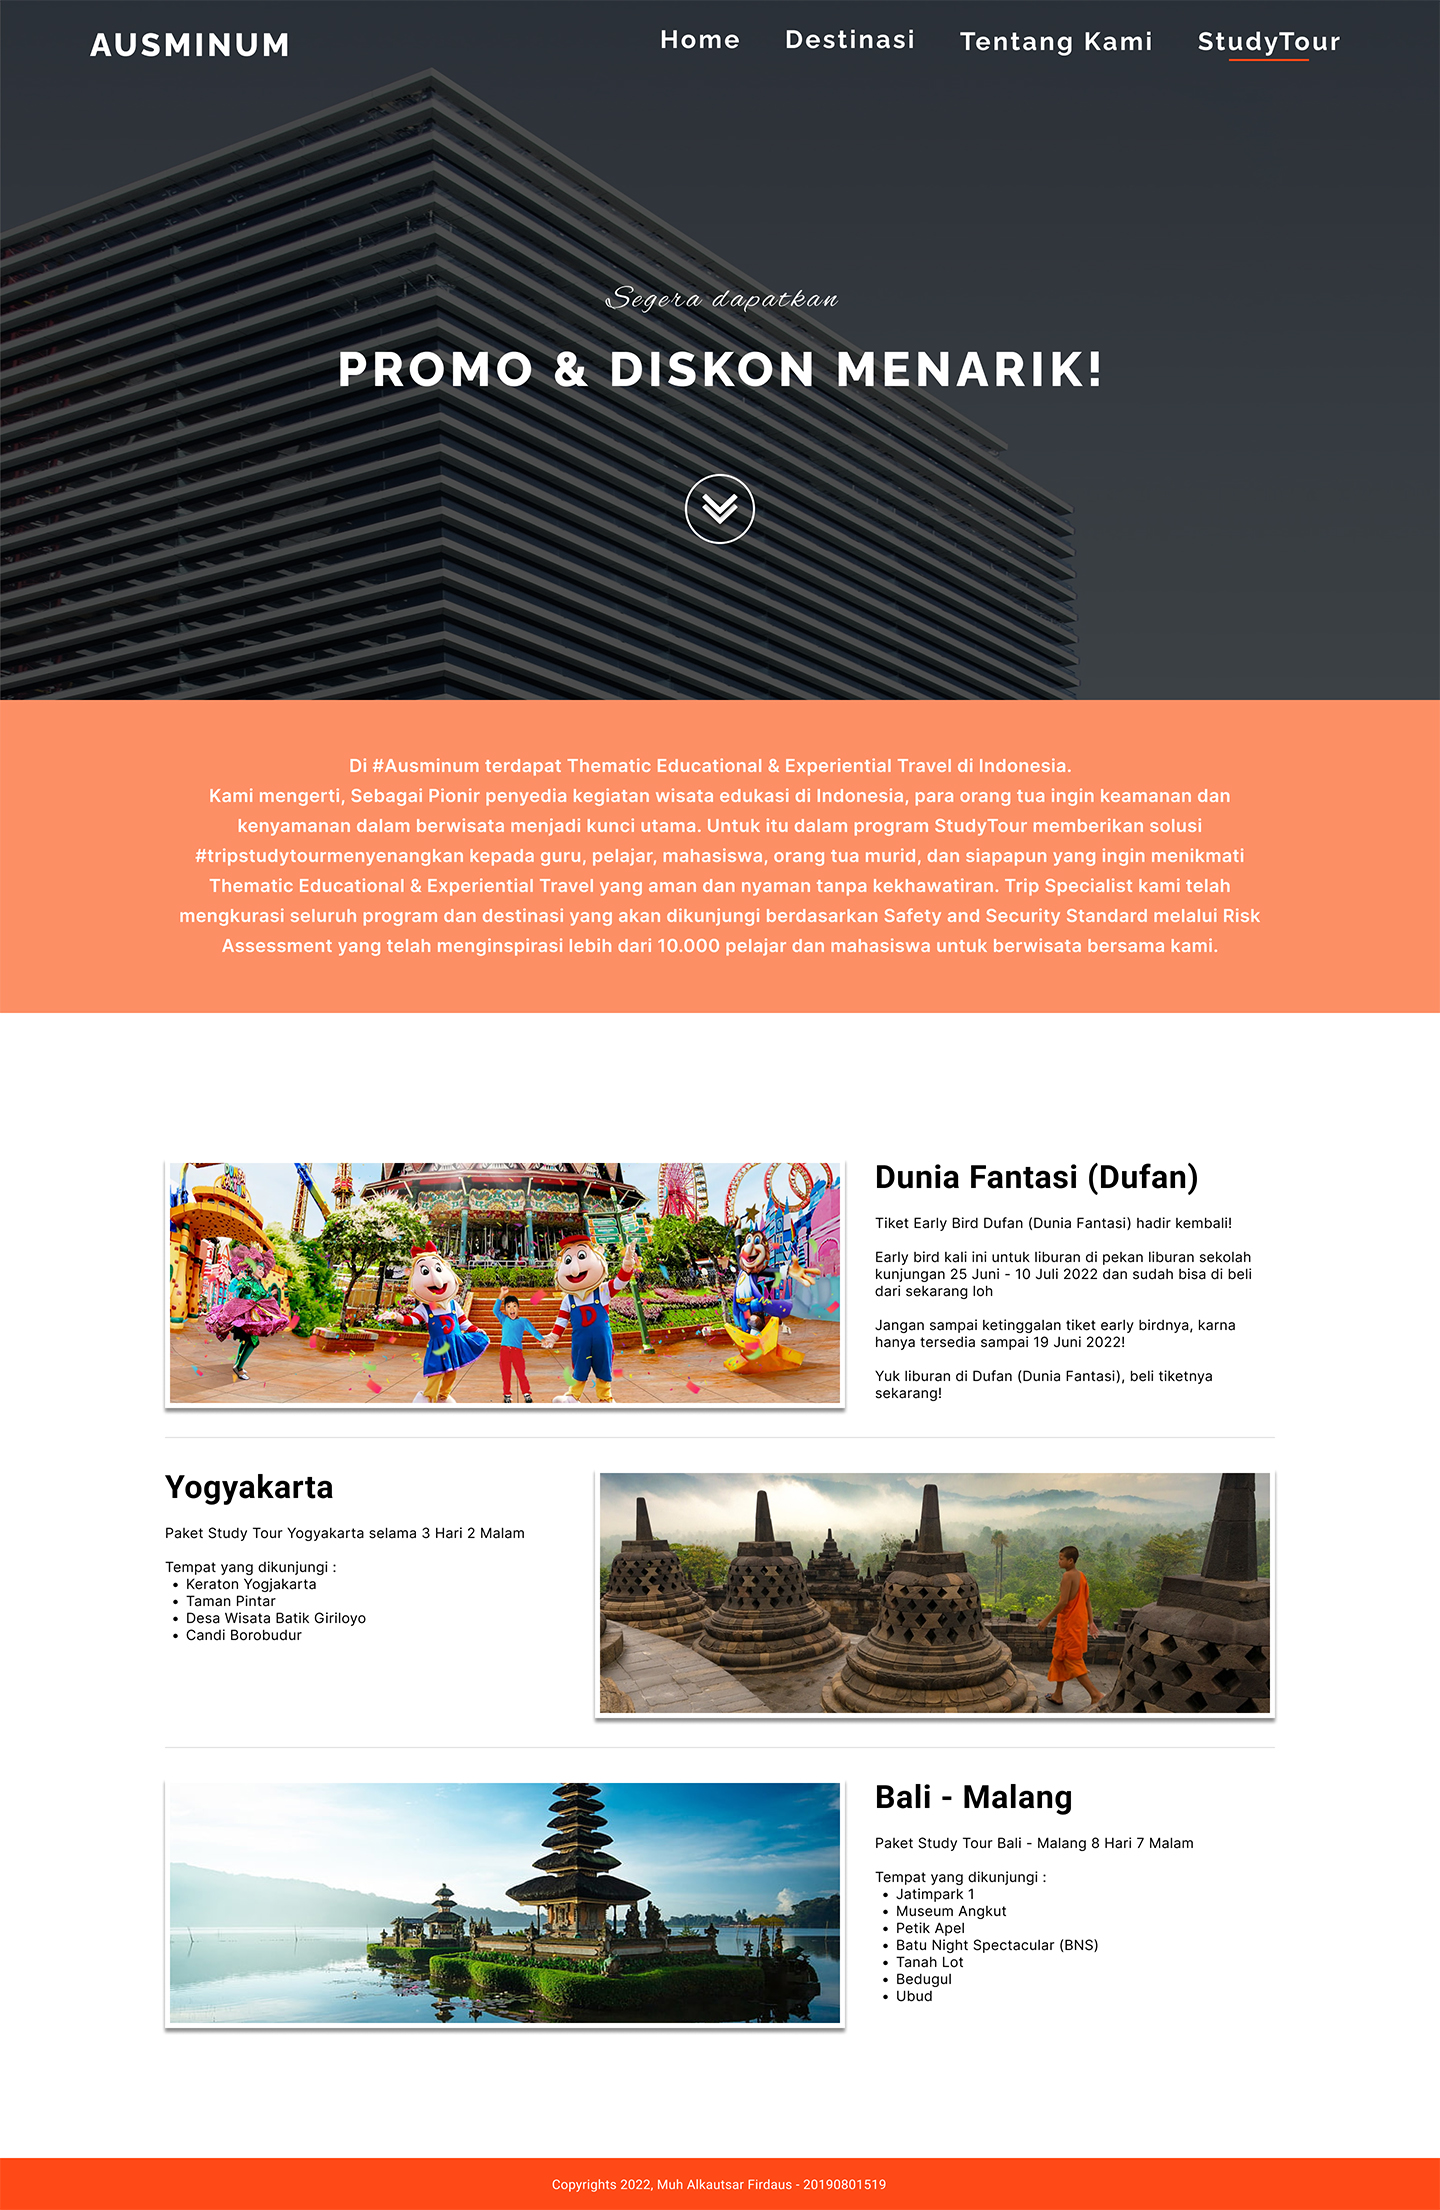 AUSMINUM
Home
Destinasi
Tentang Kami
StudyTour
Segera dapatkan
PROMO & DISKON MENARIK!
Di #Ausminum terdapat Thematic Educational & Experiential Travel di Indonesia.
Kami mengerti, Sebagai Pionir penyedia kegiatan wisata edukasi di Indonesia, para orang tua ingin keamanan dan
kenyamanan dalam berwisata menjadi kunci utama. Untuk itu dalam program StudyTour memberikan solusi
#tripstudytourmenyenangkan kepada guru, pelajar, mahasiswa, orang tua murid, dan siapapun yang ingin menikmati
Thematic Educational & Experiential Travel yang aman dan nyaman tanpa kekhawatiran. Trip Specialist kami telah
mengkurasi seluruh program dan destinasi yang akan dikunjungi berdasarkan Safety and Security Standard melalui Risk
Assessment yang telah menginspirasi lebih dari 10.000 pelajar dan mahasiswa untuk berwisata bersama kami.
D
D
Dunia Fantasi (Dufan)
Tiket Early Bird Dufan (Dunia Fantasi) hadir kembali!
Early bird kali ini untuk liburan di pekan liburan sekolah
kunjungan 25 Juni - 10 Juli 2022 dan sudah bisa di beli
dari sekarang loh
Jangan sampai ketinggalan tiket early birdnya, karna
hanya tersedia sampai 19 Juni 2022!
Yuk liburan di Dufan (Dunia Fantasi), beli tiketnya
sekarang!
Yogyakarta
Paket Study Tour Yogyakarta selama 3 Hari 2 Malam
Tempat yang dikunjungi :
• Keraton Yogjakarta
• Taman Pintar
• Desa Wisata Batik Giriloyo
• Candi Borobudur
Bali - Malang
Paket Study Tour Bali - Malang 8 Hari 7 Malam
Tempat yang dikunjungi :
• Jatimpark 1
• Museum Angkut
• Petik Apel
• Batu Night Spectacular (BNS)
• Tanah Lot
• Bedugul
• Ubud
Copyrights 2022, Muh Alkautsar Firdaus - 20190801519